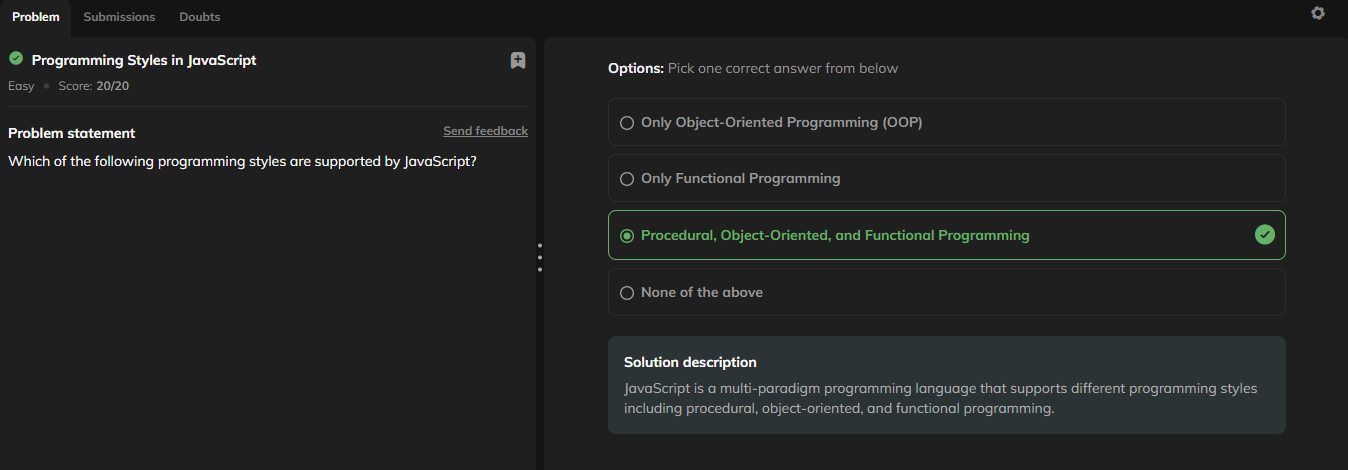 Problem Submissions Doubts
Programming Styles in JavaScript
Easy Score: 20/20
Problem statement Send feedback
Which of the following programming styles are supported by JavaScript?
Options: Pick one correct answer from below
Only Object-Oriented Programming (OOP)
Only Functional Programming
Procedural, Object-Oriented, and Functional Programming
None of the above
Solution description
JavaScript is a multi-paradigm programming language that supports different programming styles
including procedural, object-oriented, and functional programming.